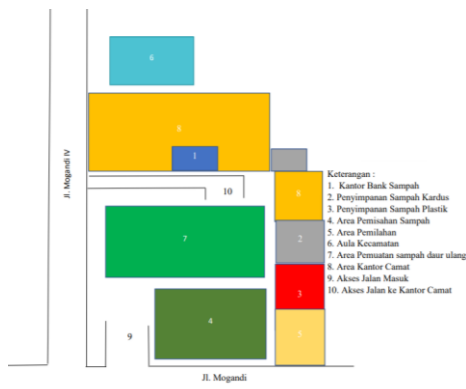 6
8
1
Jl. Mogandi IV
10
8
7
2
3
4
5
9
Jl. Mogandi
Keterangan :
1. Kantor Bank Sampah
2. Penyimpanan Sampah Kardus
3. Penyimpanan Sampah Plastik
4. Area Pemisahan Sampah
5. Area Pemilahan
6. Aula Kecamatan
7. Area Pemuatan sampah daur ulang
8. Area Kantor Camat
9. Akses Jalan Masuk
10. Akses Jalan ke Kantor Camat